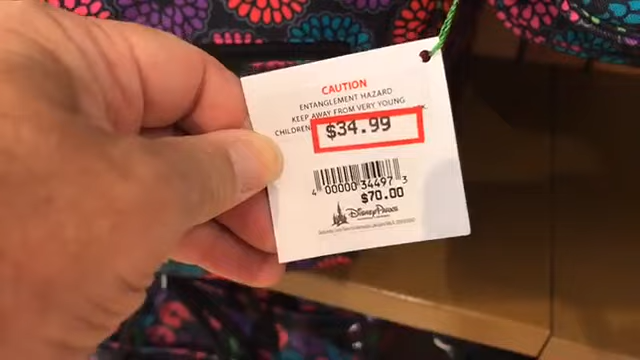 CAUTION
ENTANGLEMENT HAZARD
KEEP AWAY FROM VERY YOUNG
CHILDREN
$34.99
4 00000 34497 3
$70.00
Disney Parks